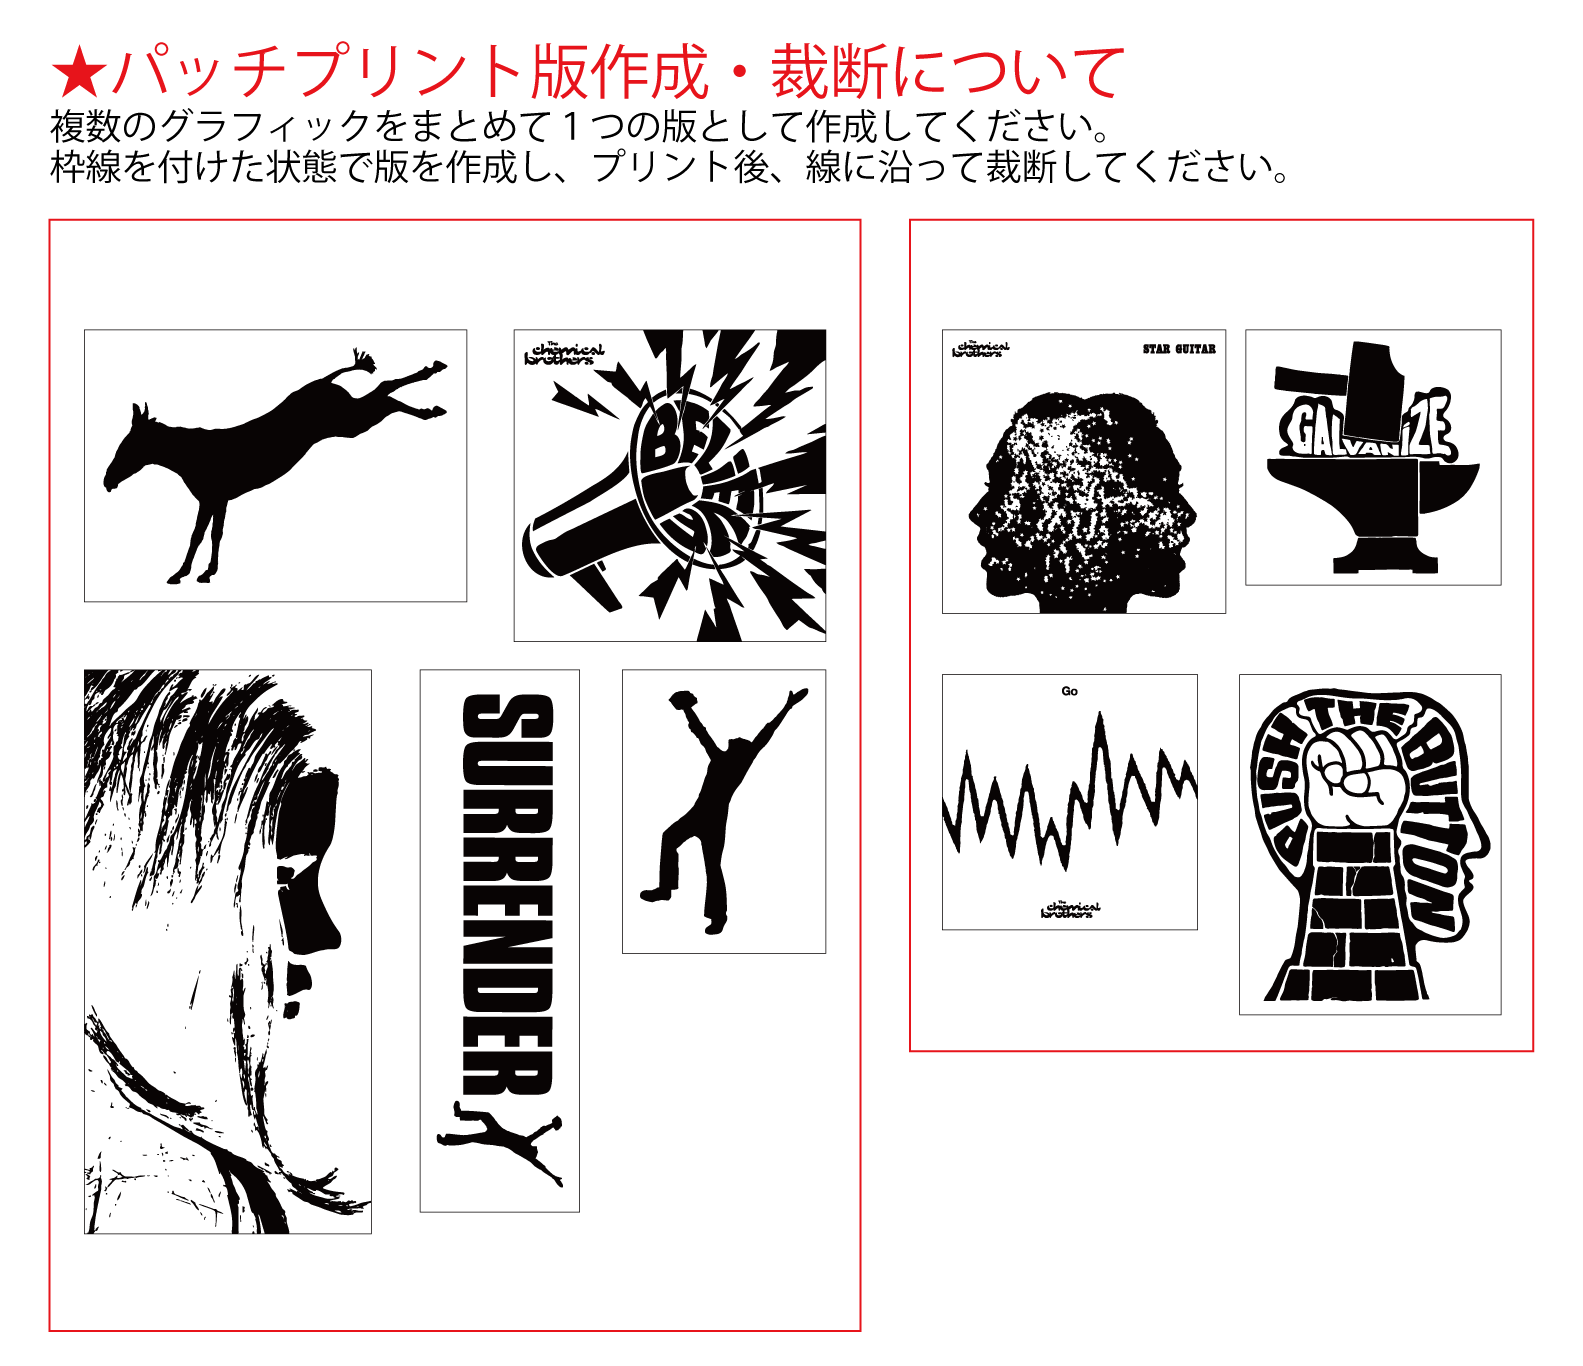 ★パッチプリント版作成・裁断について
複数のグラフィックをまとめて1つの版として作成してください。
枠線を付けた状態で版を作成し、プリント後、線に沿って裁断してください。
The
chemical
brothers
BELIEVE
The
chemical
brothers
STAR GUITAR
GALVANIZE
SURRENDER
Go
The
chemical
brothers
PUSH THE BUTTON